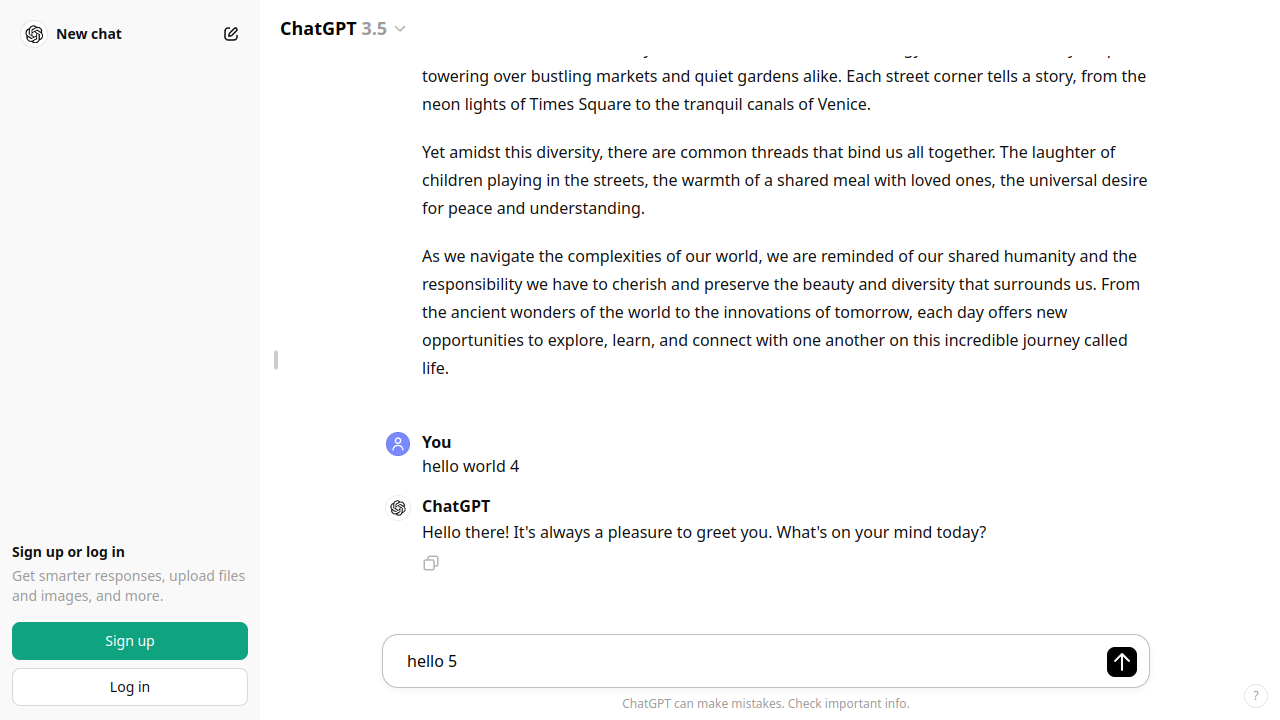 New chat
ChatGPT 3.5
towering over bustling markets and quiet gardens alike. Each street corner tells a story, from the
neon lights of Times Square to the tranquil canals of Venice.
Yet amidst this diversity, there are common threads that bind us all together. The laughter of
children playing in the streets, the warmth of a shared meal with loved ones, the universal desire
for peace and understanding.
As we navigate the complexities of our world, we are reminded of our shared humanity and the
responsibility we have to cherish and preserve the beauty and diversity that surrounds us. From
the ancient wonders of the world to the innovations of tomorrow, each day offers new
opportunities to explore, learn, and connect with one another on this incredible journey called
life.
You
hello world 4
ChatGPT
Hello there! It's always a pleasure to greet you. What's on your mind today?
Sign up or log in
Get smarter responses, upload files
and images, and more.
Sign up
Log in
hello 5
ChatGPT can make mistakes. Check important info.
?